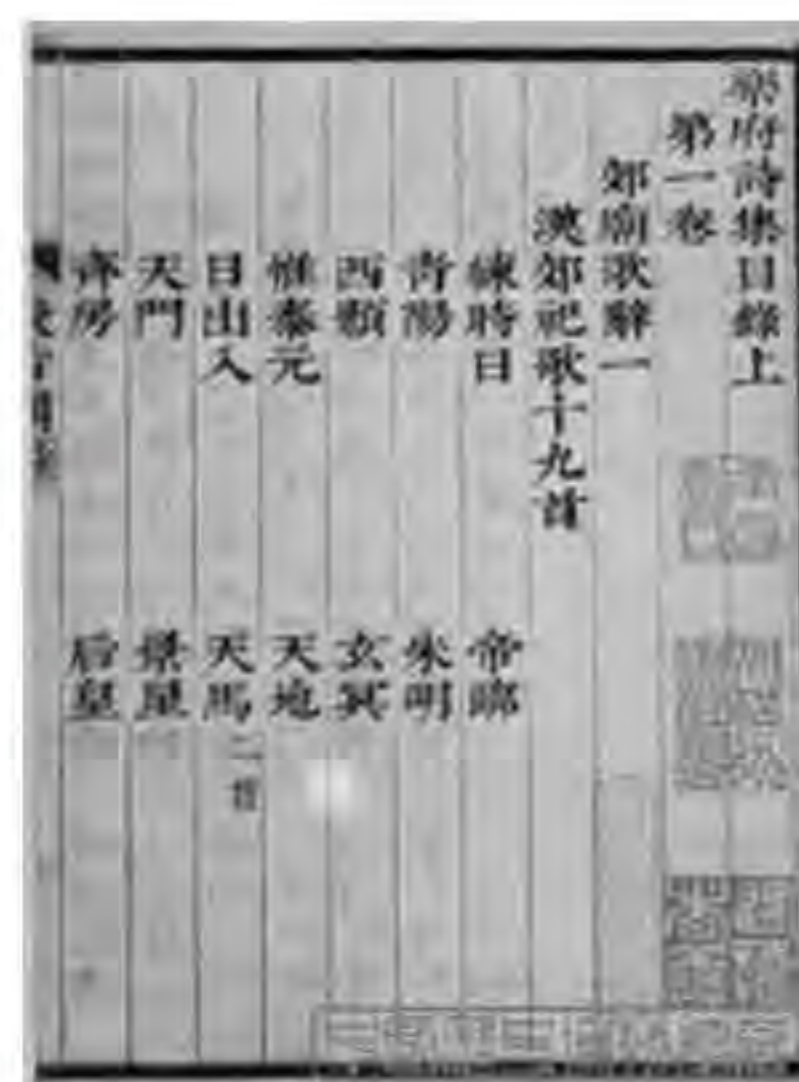 樂府詩集目錄上
第一卷
郊廟歌辭一
漢郊祀歌十九首
練時日 帝臨
青陽 朱明
西顥 玄冥
惟泰元 天地
日出入 天馬二首
天門 景星
齊房 后皇